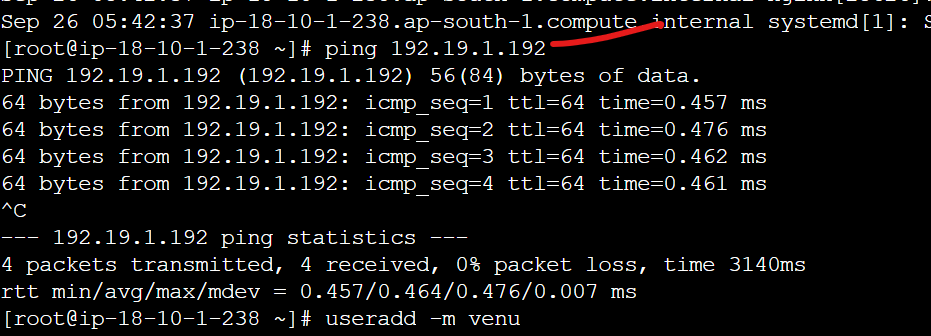 Sep 26 05:42:37 ip-18-10-1-238.ap-south-1.compute.internal systemd[1]: S
[root@ip-18-10-1-238 ~]# ping 192.19.1.192
PING 192.19.1.192 (192.19.1.192) 56(84) bytes of data.
64 bytes from 192.19.1.192: icmp_seq=1 ttl=64 time=0.457 ms
64 bytes from 192.19.1.192: icmp_seq=2 ttl=64 time=0.476 ms
64 bytes from 192.19.1.192: icmp_seq=3 ttl=64 time=0.462 ms
64 bytes from 192.19.1.192: icmp_seq=4 ttl=64 time=0.461 ms
^C
--- 192.19.1.192 ping statistics ---
4 packets transmitted, 4 received, 0% packet loss, time 3140ms
rtt min/avg/max/mdev = 0.457/0.464/0.476/0.007 ms
[root@ip-18-10-1-238 ~]# useradd -m venu